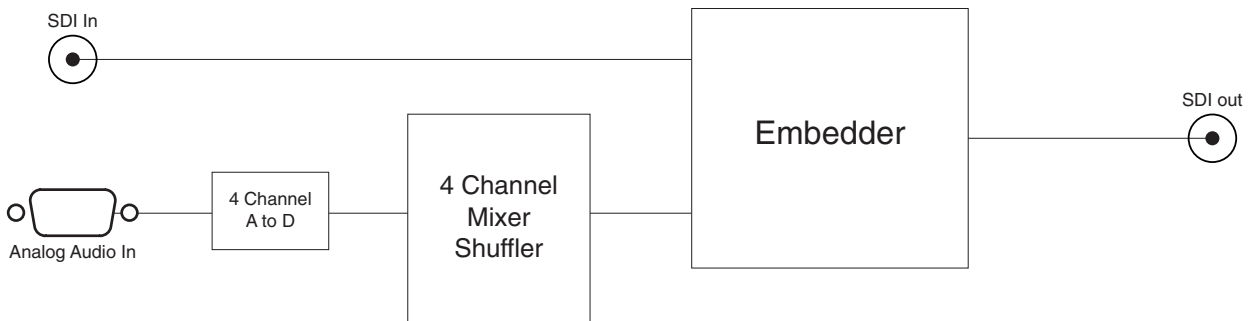 SDI In
Embedder
SDI out
4 Channel
A to D
4 Channel
Mixer
Shuffler
Analog Audio In